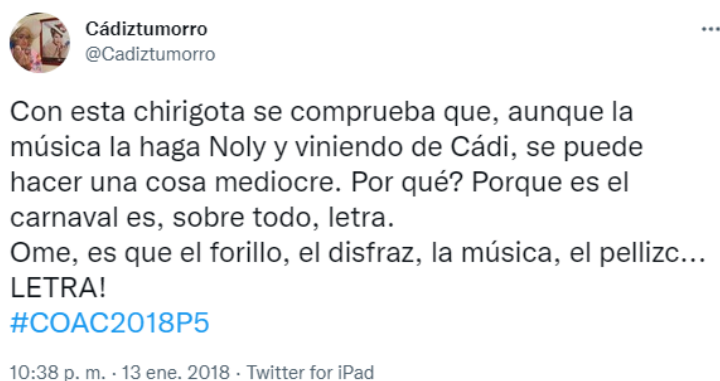 Cádiztumorro
@Cadiztumorro
Con esta chirigota se comprueba que, aunque la
música la haga Noly y viniendo de Cádi, se puede
hacer una cosa mediocre. Por qué? Porque es el
carnaval es, sobre todo, letra.
Ome, es que el forillo, el disfraz, la música, el pellizc...
LETRA!
#COAC2018P5
10:38 p. m. · 13 ene. 2018 · Twitter for iPad